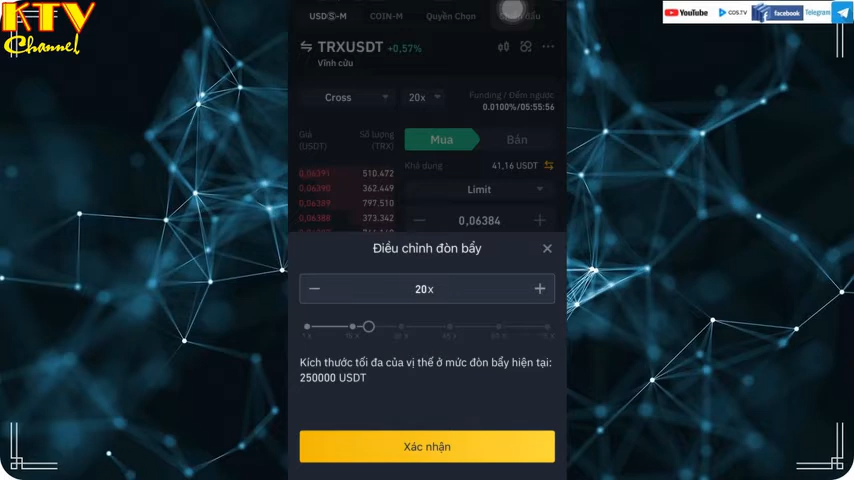 KTV
Channel
YouTube
COS.TV
facebook
Telegram
USDⓈ-M
COIN-M
Quyền Chọn
TRXUSDT +0,57%
Vĩnh cửu
Cross
20x
Funding / Đếm ngược
0.0100%/05:55:56
Giá
(USDT)
Số lượng
(TRX)
Mua
Bán
Khả dụng
41,16 USDT
0,06391 510.472
0,06390 362.449
0,06389 797.510
0,06388 373.342
Limit
0,06384
Điều chỉnh đòn bẩy
20x
Kích thước tối đa của vị thế ở mức đòn bẩy hiện tại:
250000 USDT
Xác nhận